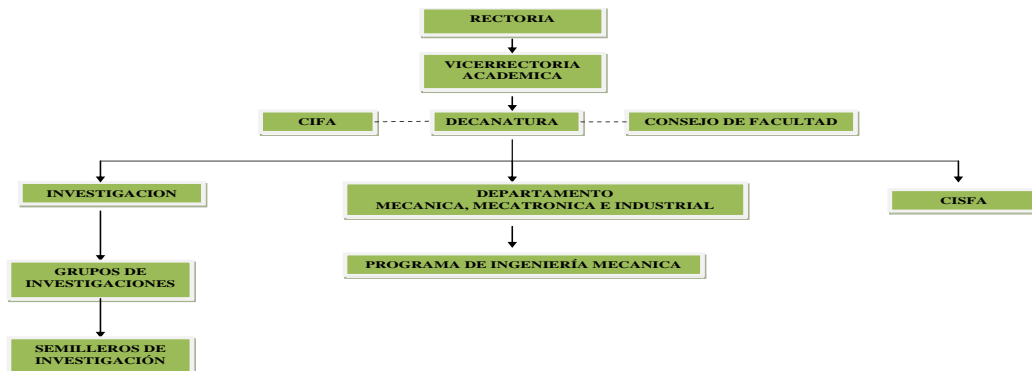 RECTORIA
VICERRECTORIA
ACADEMICA
CIFA
DECANATURA
CONSEJO DE FACULTAD
INVESTIGACION
DEPARTAMENTO
MECANICA, MECATRONICA E INDUSTRIAL
CISFA
GRUPOS DE
INVESTIGACIONES
PROGRAMA DE INGENIERÍA MECANICA
SEMILLEROS DE
INVESTIGACIÓN